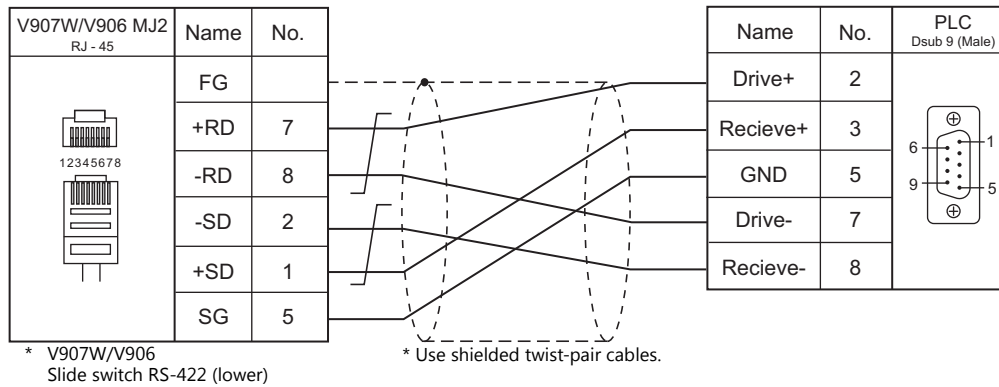 V907W/V906 MJ2
RJ - 45
Name
No.
FG
+RD
7
-RD
8
-SD
2
+SD
1
SG
5
12345678
Name
No.
PLC
Dsub 9 (Male)
Drive+
2
Recieve+
3
GND
5
Drive-
7
Recieve-
8
6
1
9
5
* V907W/V906
Slide switch RS-422 (lower)
* Use shielded twist-pair cables.